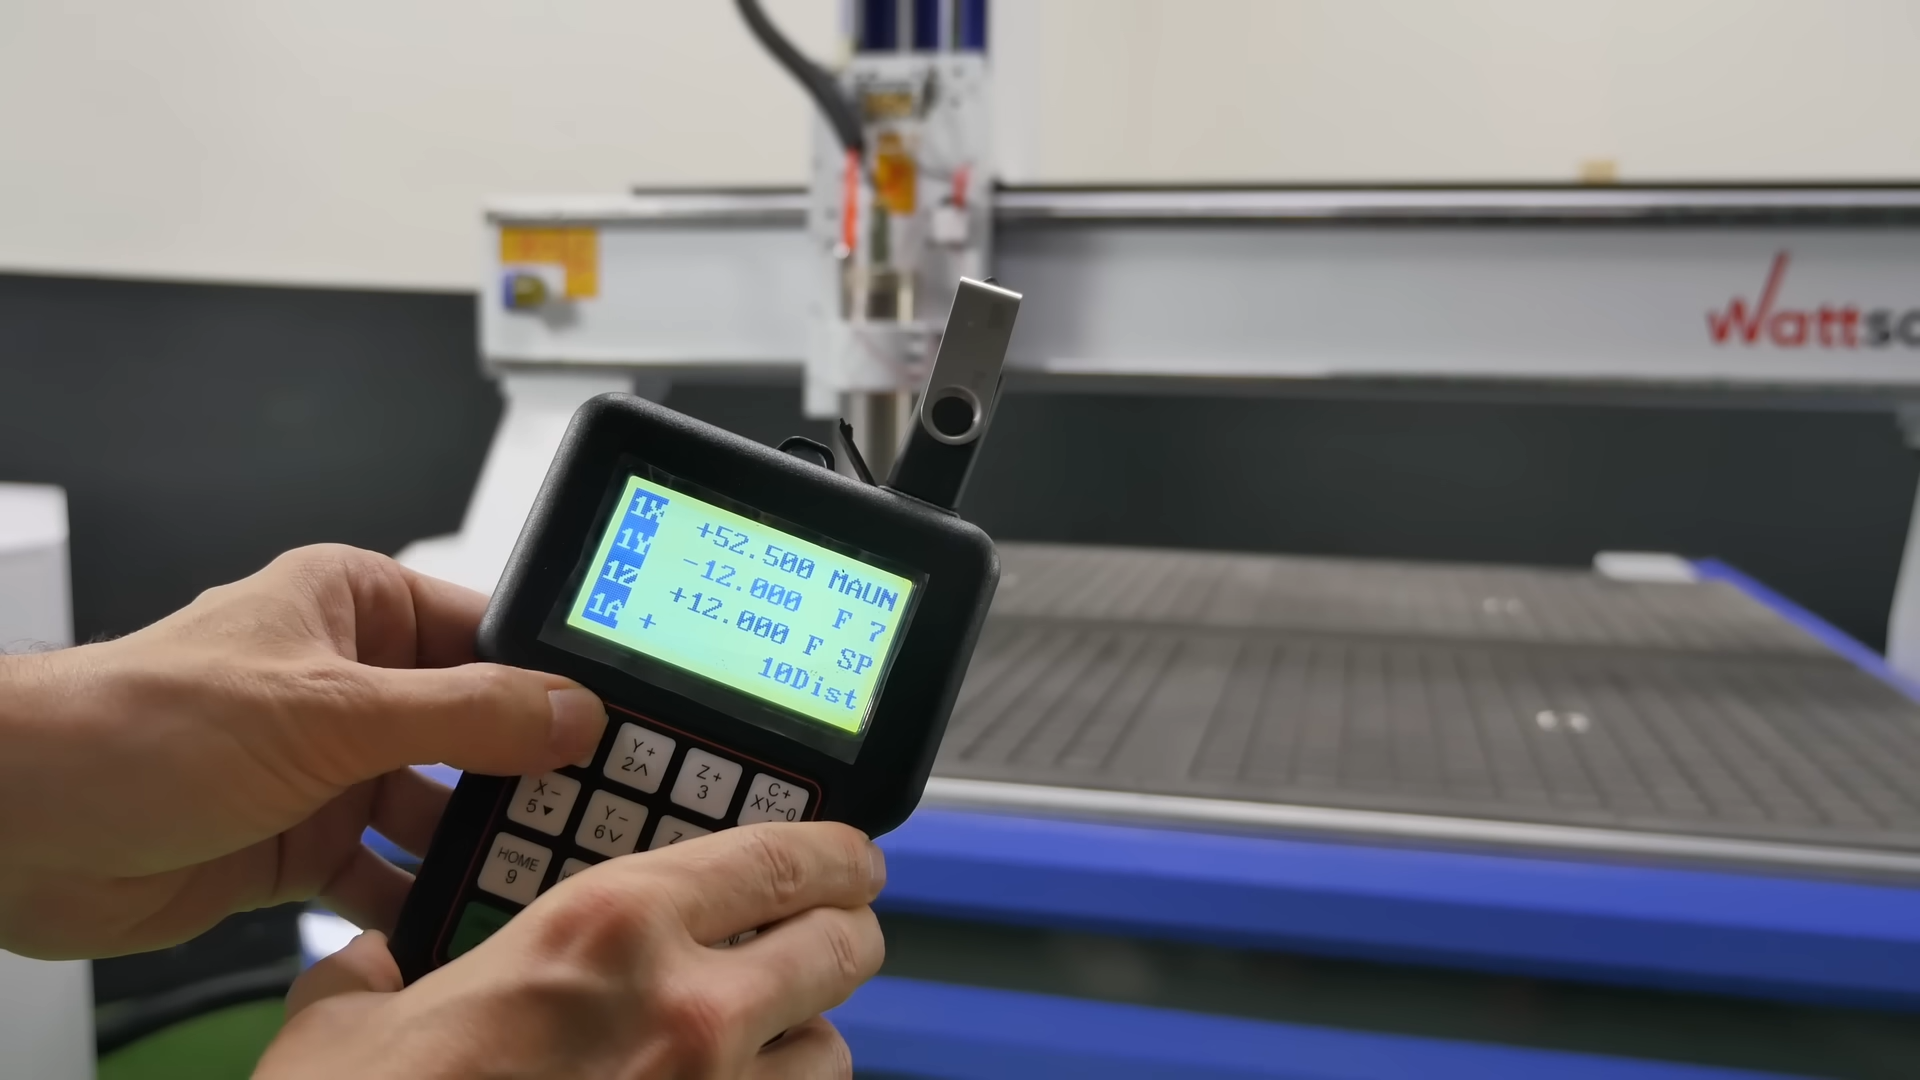 Wattsa
1X +52.500 MAUN
1Y -12.000 F 7
1Z +12.000 F SP
1A + 10Dist
Y+ Z+ C+
2∧ 3 XY→0
X- Y- Z
5▼ 6∨
HOME
9